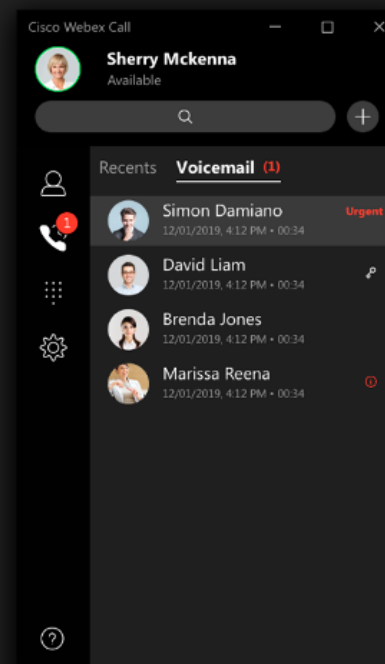 Cisco Webex Call
Sherry Mckenna
Available
Recents Voicemail (1)
1
Simon Damiano Urgent
12/01/2019, 4:12 PM • 00:34
David Liam
12/01/2019, 4:12 PM • 00:34
Brenda Jones
12/01/2019, 4:12 PM • 00:34
Marissa Reena
12/01/2019, 4:12 PM • 00:34